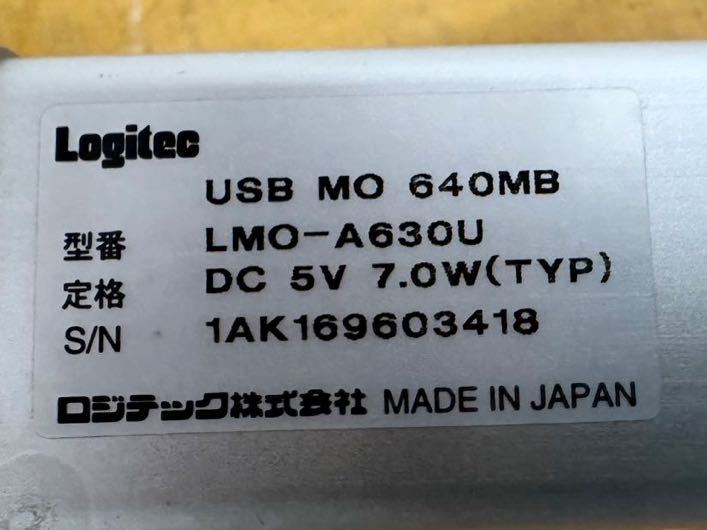 Logitec
USB MO 640MB
型番 LMO-A630U
定格 DC 5V 7.0W(TYP)
S/N 1AK169603418
ロジテック株式会社 MADE IN JAPAN